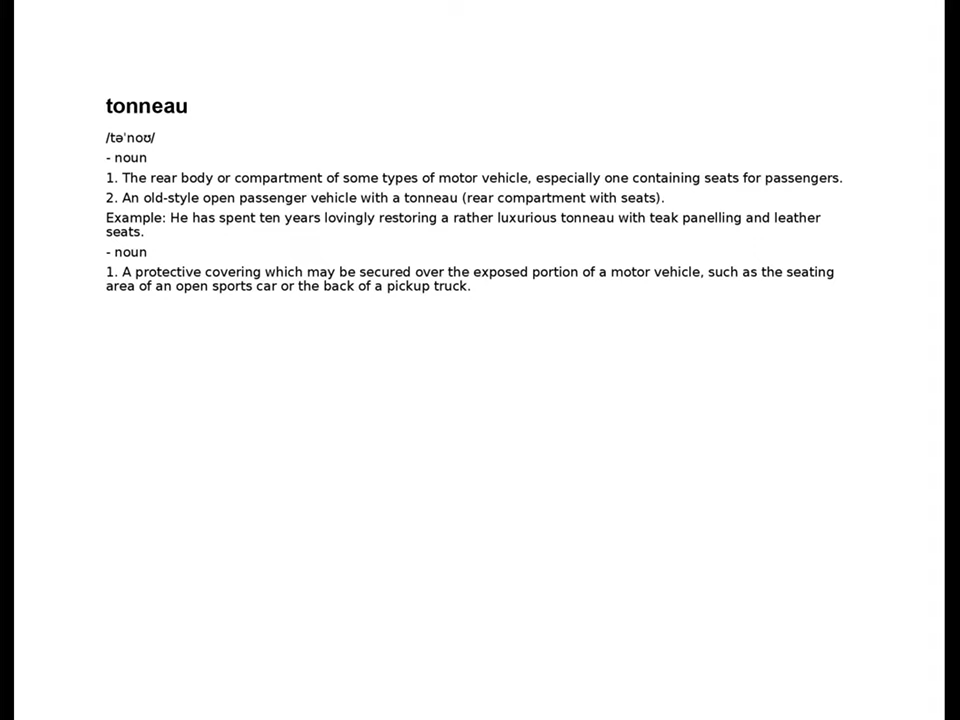 tonneau
/təˈnoʊ/
- noun
1. The rear body or compartment of some types of motor vehicle, especially one containing seats for passengers.
2. An old-style open passenger vehicle with a tonneau (rear compartment with seats).
Example: He has spent ten years lovingly restoring a rather luxurious tonneau with teak panelling and leather
seats.
- noun
1. A protective covering which may be secured over the exposed portion of a motor vehicle, such as the seating
area of an open sports car or the back of a pickup truck.